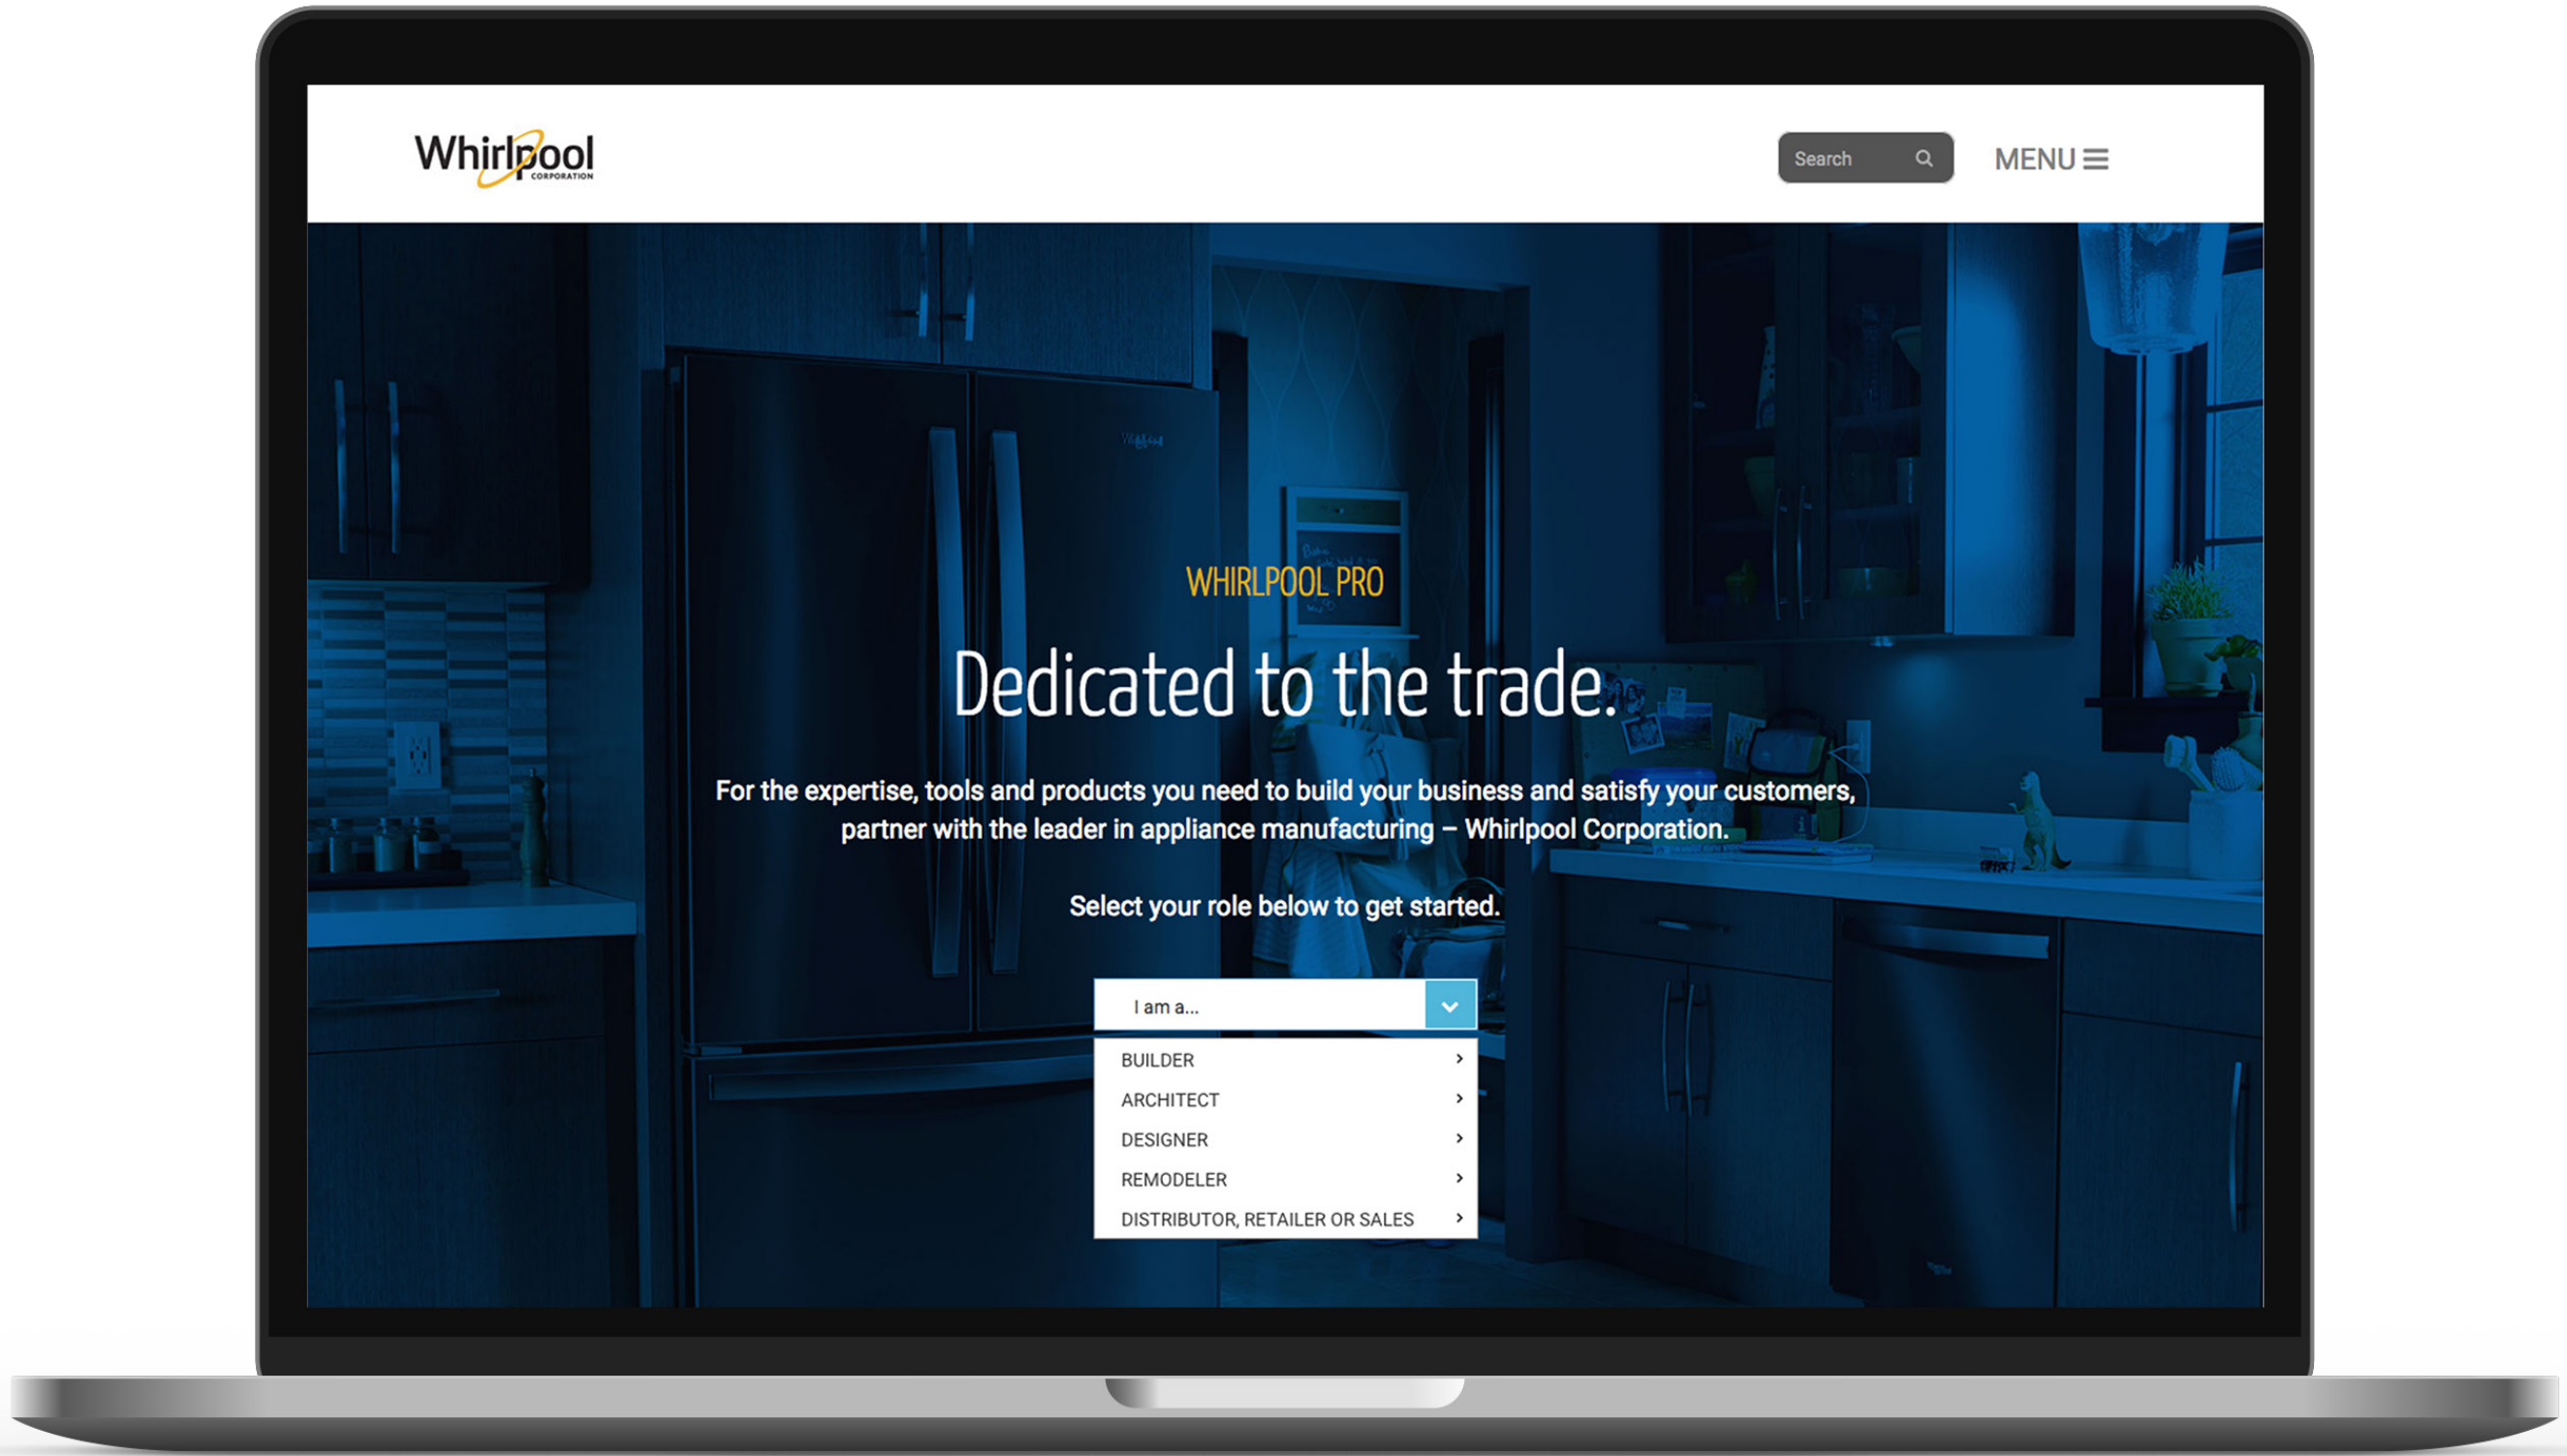 Whirlpool
CORPORATION
Search
MENU
Whirlpool
WHIRLPOOL PRO
Dedicated to the trade.
For the expertise, tools and products you need to build your business and satisfy your customers,
partner with the leader in appliance manufacturing – Whirlpool Corporation.
Select your role below to get started.
I am a...
BUILDER
ARCHITECT
DESIGNER
REMODELER
DISTRIBUTOR, RETAILER OR SALES